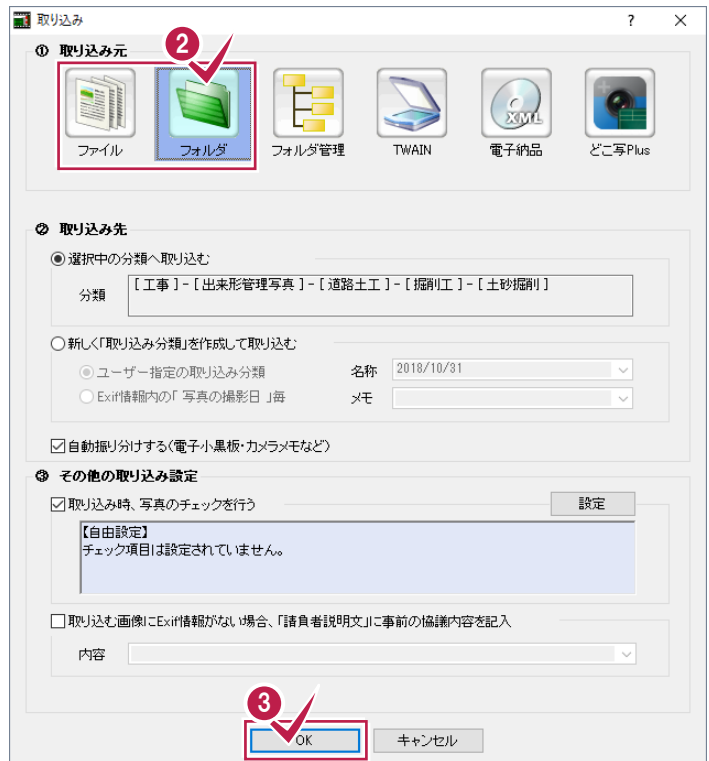 取り込み
? ×
① 取り込み元
2
ファイル フォルダ フォルダ管理 TWAIN 電子納品 どこ写Plus
XML
② 取り込み先
選択中の分類へ取り込む
分類 [工事]-[出来形管理写真]-[道路土工]-[掘削工]-[土砂掘削]
新しく「取り込み分類」を作成して取り込む
ユーザー指定の取り込み分類 名称 2018/10/31
Exif情報内の「写真の撮影日」毎 メモ
自動振り分けする(電子小黒板・カメラメモなど)
③ その他の取り込み設定
取り込み時、写真のチェックを行う 設定
【自由設定】
チェック項目は設定されていません。
取り込む画像にExif情報がない場合、「請負者説明文」に事前の協議内容を記入
内容
3
OK キャンセル